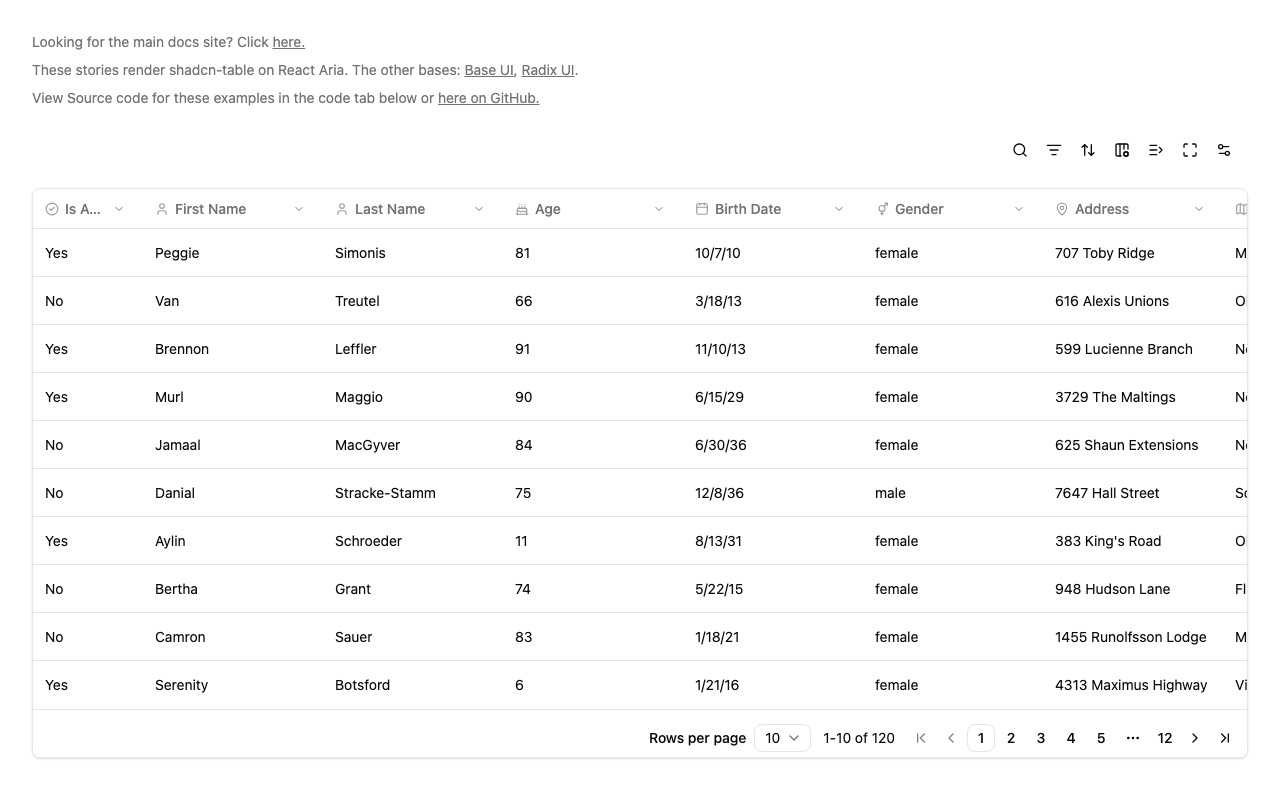 Looking for the main docs site? Click here.
These stories render shadcn-table on React Aria. The other bases: Base UI, Radix UI.
View Source code for these examples in the code tab below or here on GitHub.
Is A... First Name Last Name Age Birth Date Gender Address
Yes Peggie Simonis 81 10/7/10 female 707 Toby Ridge
No Van Treutel 66 3/18/13 female 616 Alexis Unions
Yes Brennon Leffler 91 11/10/13 female 599 Lucienne Branch
Yes Murl Maggio 90 6/15/29 female 3729 The Maltings
No Jamaal MacGyver 84 6/30/36 female 625 Shaun Extensions
No Danial Stracke-Stamm 75 12/8/36 male 7647 Hall Street
Yes Aylin Schroeder 11 8/13/31 female 383 King's Road
No Bertha Grant 74 5/22/15 female 948 Hudson Lane
No Camron Sauer 83 1/18/21 female 1455 Runolfsson Lodge
Yes Serenity Botsford 6 1/21/16 female 4313 Maximus Highway
Rows per page 10 1-10 of 120 1 2 3 4 5 ··· 12